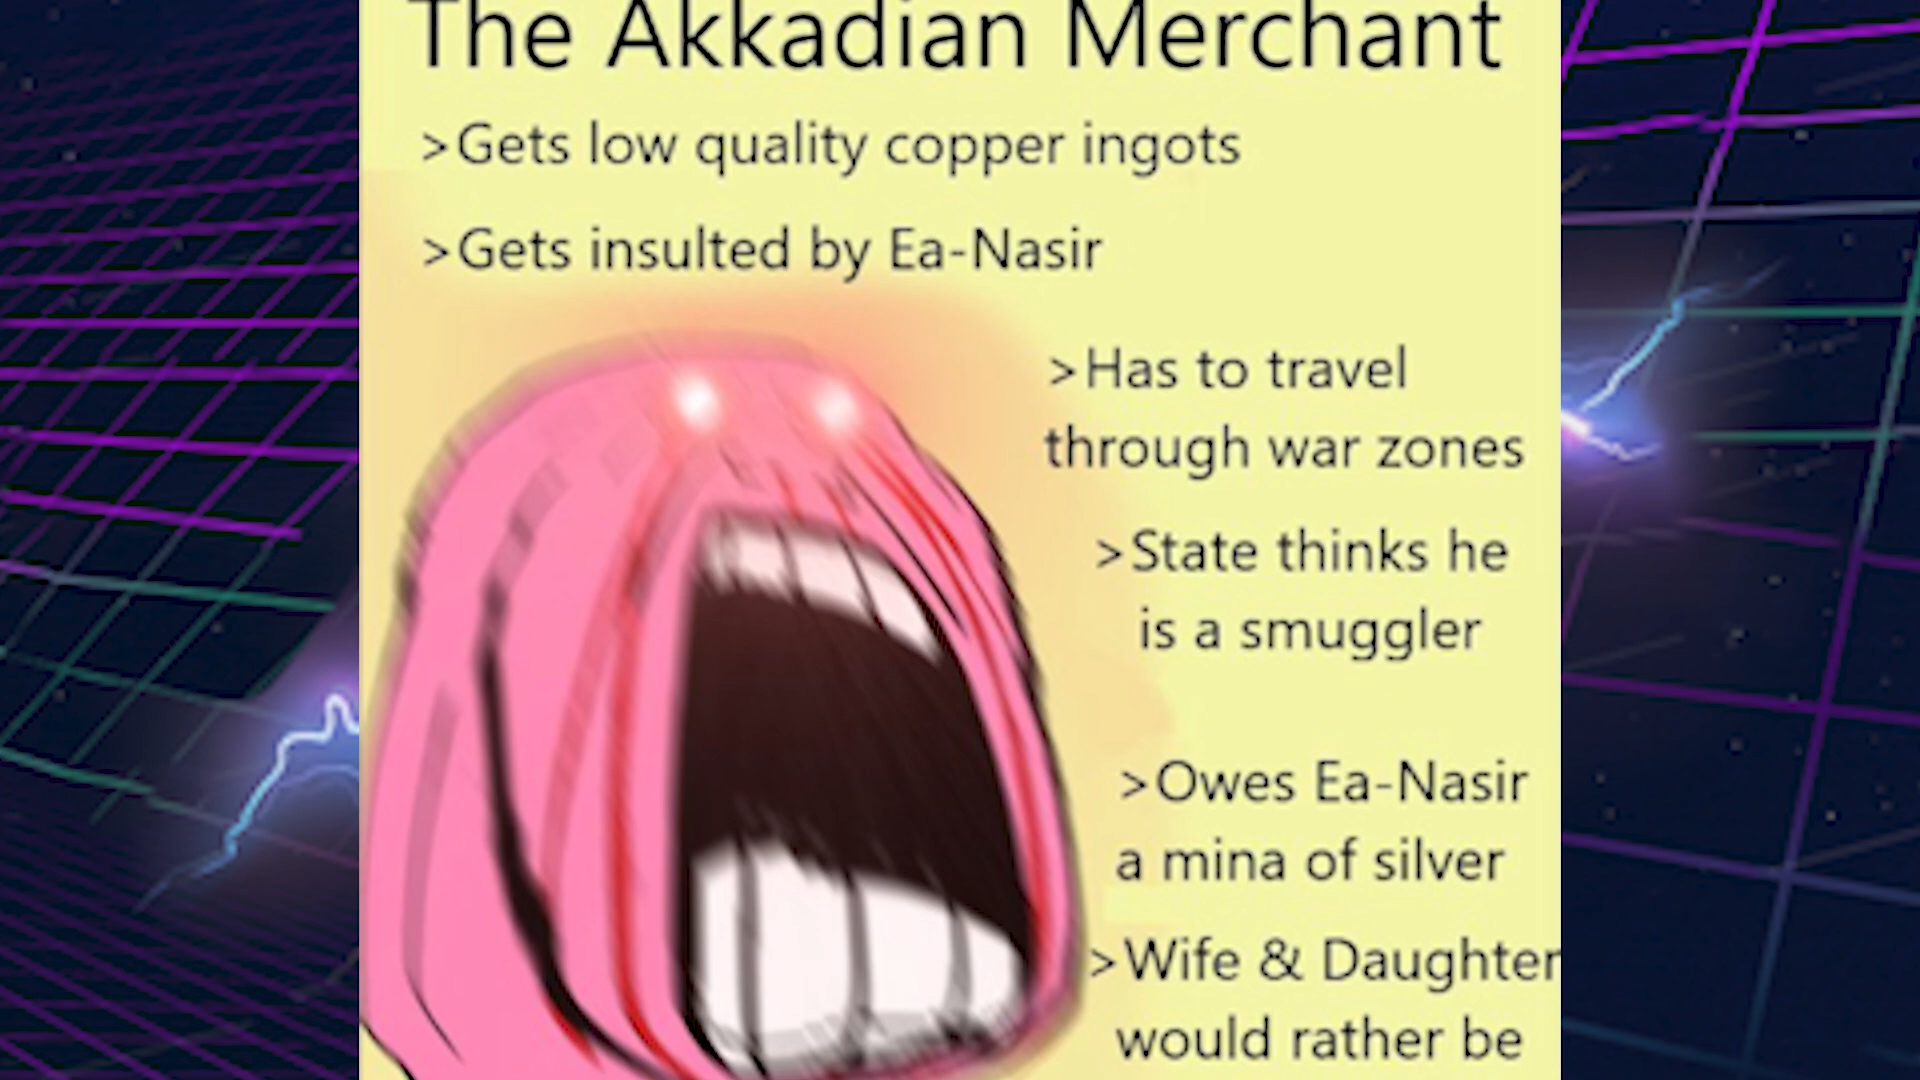 The Akkadian Merchant
>Gets low quality copper ingots
>Gets insulted by Ea-Nasir
>Has to travel
through war zones
>State thinks he
is a smuggler
>Owes Ea-Nasir
a mina of silver
>Wife & Daughter
would rather be